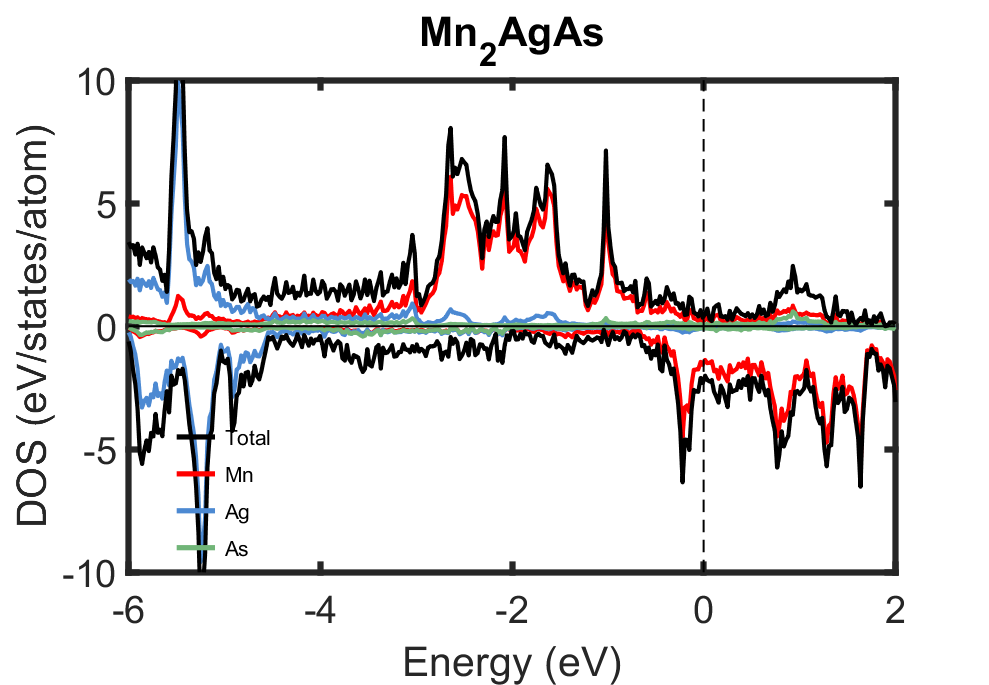 Mn₂AgAs
10
5
0
-5
-10
DOS (eV/states/atom)
Total
Mn
Ag
As
-6 -4 -2 0 2
Energy (eV)